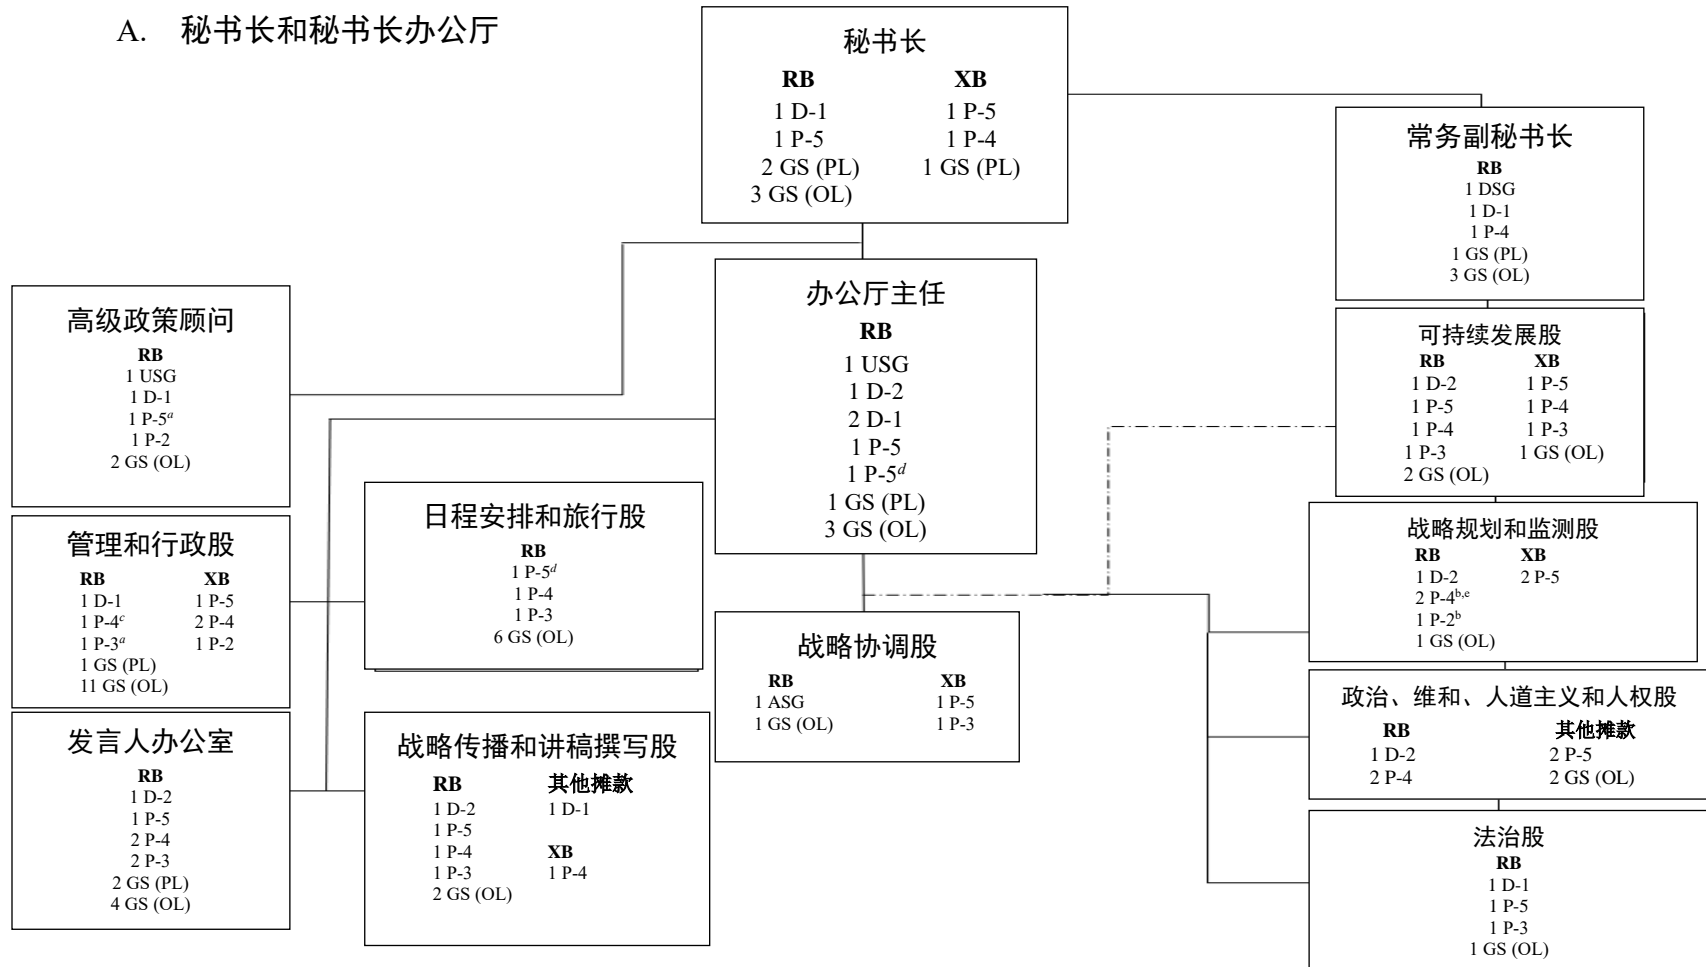 A. 秘书长和秘书长办公厅
秘书长
RB XB
1 D-1 1 P-5
1 P-5 1 P-4
2 GS (PL) 1 GS (PL)
3 GS (OL)
常务副秘书长
RB
1 DSG
1 D-1
1 P-4
1 GS (PL)
3 GS (OL)
办公厅主任
RB
1 USG
1 D-2
2 D-1
1 P-5
1 P-5d
1 GS (PL)
3 GS (OL)
高级政策顾问
RB
1 USG
1 D-1
1 P-5a
1 P-2
2 GS (OL)
可持续发展股
RB XB
1 D-2 1 P-5
1 P-5 1 P-4
1 P-4 1 P-3
1 P-3 1 GS (OL)
2 GS (OL)
管理和行政股
RB XB
1 D-1 1 P-5
1 P-4c 2 P-4
1 P-3a 1 P-2
1 GS (PL)
11 GS (OL)
日程安排和旅行股
RB
1 P-5d
1 P-4
1 P-3
6 GS (OL)
战略规划和监测股
RB XB
1 D-2 2 P-5
2 P-4b,e
1 P-2b
1 GS (OL)
战略协调股
RB XB
1 ASG 1 P-5
1 GS (OL) 1 P-3
政治、维和、人道主义和人权股
RB 其他摊款
1 D-2 2 P-5
2 P-4 2 GS (OL)
发言人办公室
RB
1 D-2
1 P-5
2 P-4
2 P-3
2 GS (PL)
4 GS (OL)
战略传播和讲稿撰写股
RB 其他摊款
1 D-2 1 D-1
1 P-5
1 P-4 XB
1 P-3 1 P-4
2 GS (OL)
法治股
RB
1 D-1
1 P-5
1 P-3
1 GS (OL)